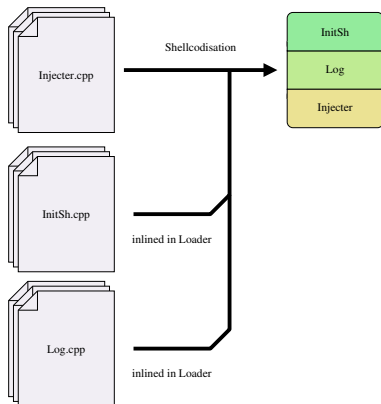 Shellcodisation
Injecter.cpp
InitSh
Log
Injecter
InitSh.cpp
inlined in Loader
Log.cpp
inlined in Loader